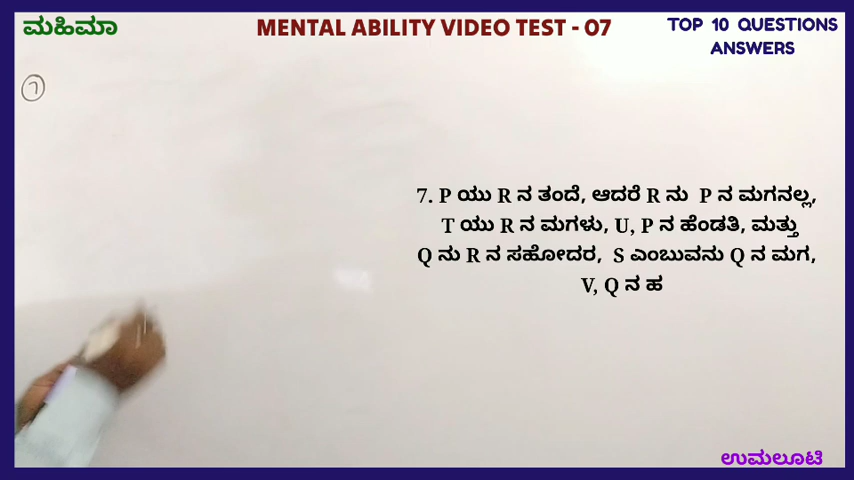 ಮಹಿಮಾ
MENTAL ABILITY VIDEO TEST - 07
TOP 10 QUESTIONS
ANSWERS
7
7. P ಯು R ನ ತಂದೆ, ಆದರೆ R ನು P ನ ಮಗನಲ್ಲ,
T ಯು R ನ ಮಗಳು, U, P ನ ಹೆಂಡತಿ, ಮತ್ತು
Q ನು R ನ ಸಹೋದರ, S ಎಂಬುವನು Q ನ ಮಗ,
V, Q ನ ಹ
ಉಮಲೂಟಿ